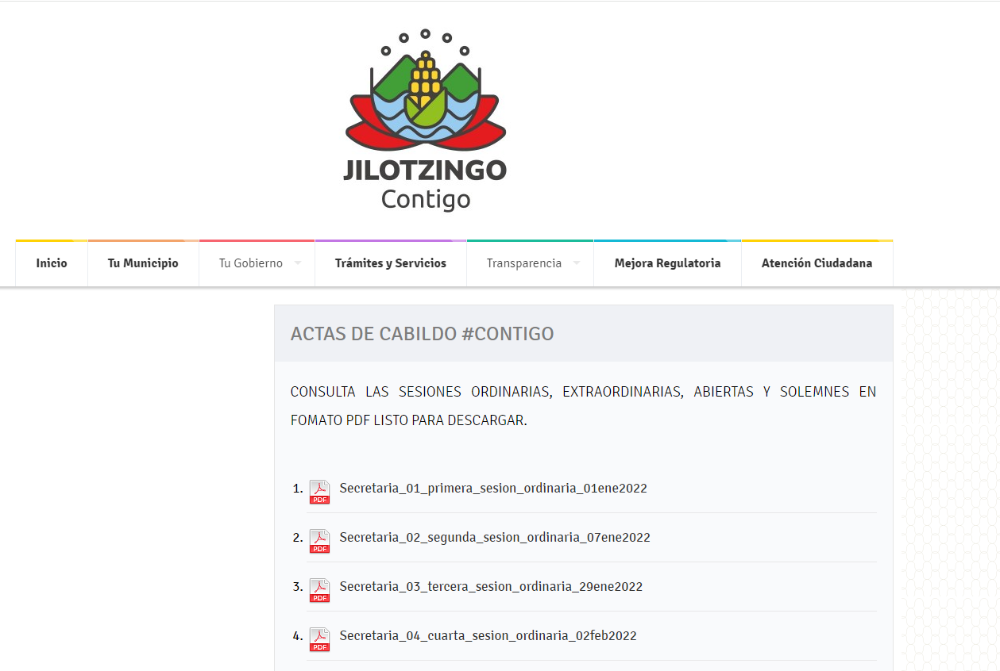 JILOTZINGO
Contigo
Inicio Tu Municipio Tu Gobierno Trámites y Servicios Transparencia Mejora Regulatoria Atención Ciudadana
ACTAS DE CABILDO #CONTIGO
CONSULTA LAS SESIONES ORDINARIAS, EXTRAORDINARIAS, ABIERTAS Y SOLEMNES EN
FOMATO PDF LISTO PARA DESCARGAR.
1. PDF Secretaria_01_primera_sesion_ordinaria_01ene2022
2. PDF Secretaria_02_segunda_sesion_ordinaria_07ene2022
3. PDF Secretaria_03_tercera_sesion_ordinaria_29ene2022
4. PDF Secretaria_04_cuarta_sesion_ordinaria_02feb2022